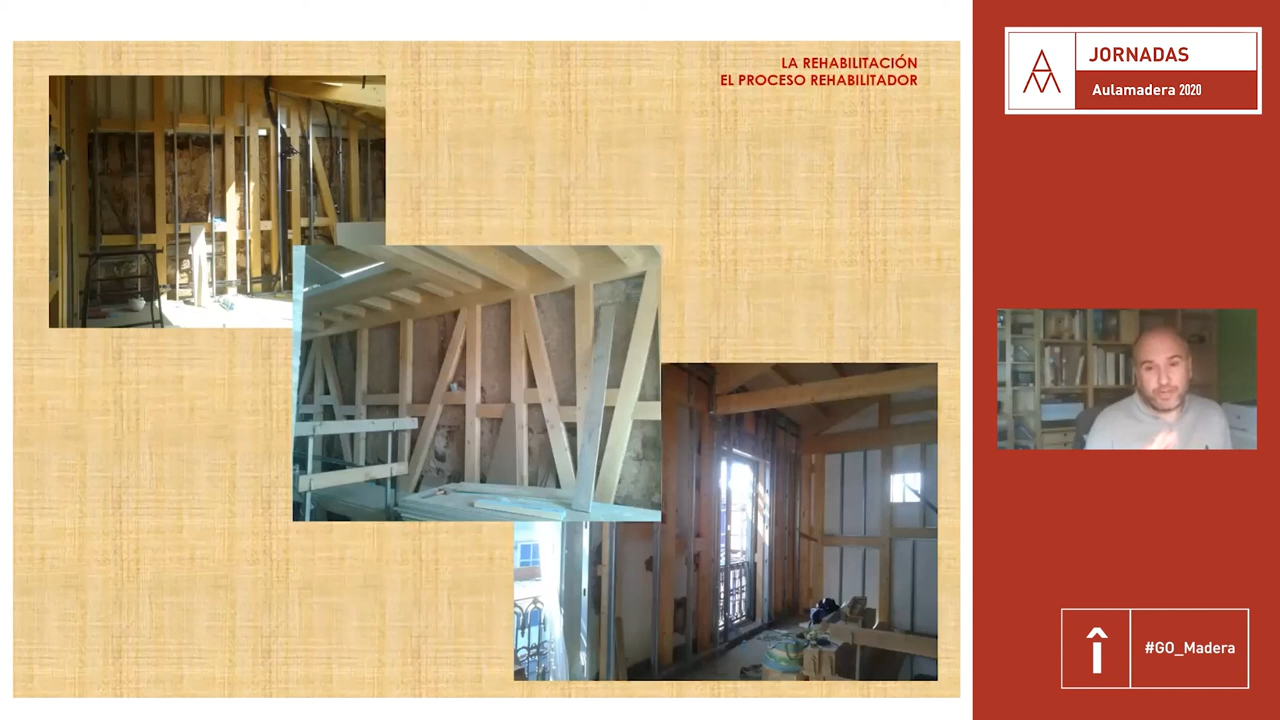 LA REHABILITACIÓN
EL PROCESO REHABILITADOR
JORNADAS
Aulamadera 2020
#GO_Madera